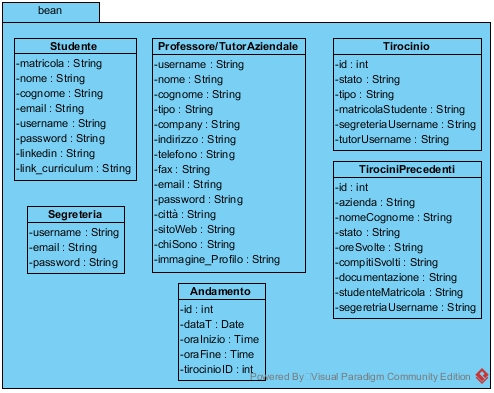 bean
Studente
-matricola : String
-nome : String
-cognome : String
-email : String
-username : String
-password : String
-linkedin : String
-link_curriculum : String
Professore/TutorAziendale
-username : String
-nome : String
-cognome : String
-tipo : String
-company : String
-indirizzo : String
-telefono : String
-fax : String
-email : String
-password : String
-città : String
-sitoWeb : String
-chiSono : String
-immagine_Profilo : String
Tirocinio
-id : int
-stato : String
-tipo : String
-matricolaStudente : String
-segreteriaUsername : String
-tutorUsername : String
TirociniPrecedenti
-id : int
-azienda : String
-nomeCognome : String
-stato : String
-oreSvolte : String
-compitiSvolti : String
-documentazione : String
-studenteMatricola : String
-segeretriaUsername : String
Segreteria
-username : String
-email : String
-password : String
Andamento
-id : int
-dataT : Date
-oraInizio : Time
-oraFine : Time
-tirocinioID : int
Powered By Visual Paradigm Community Edition